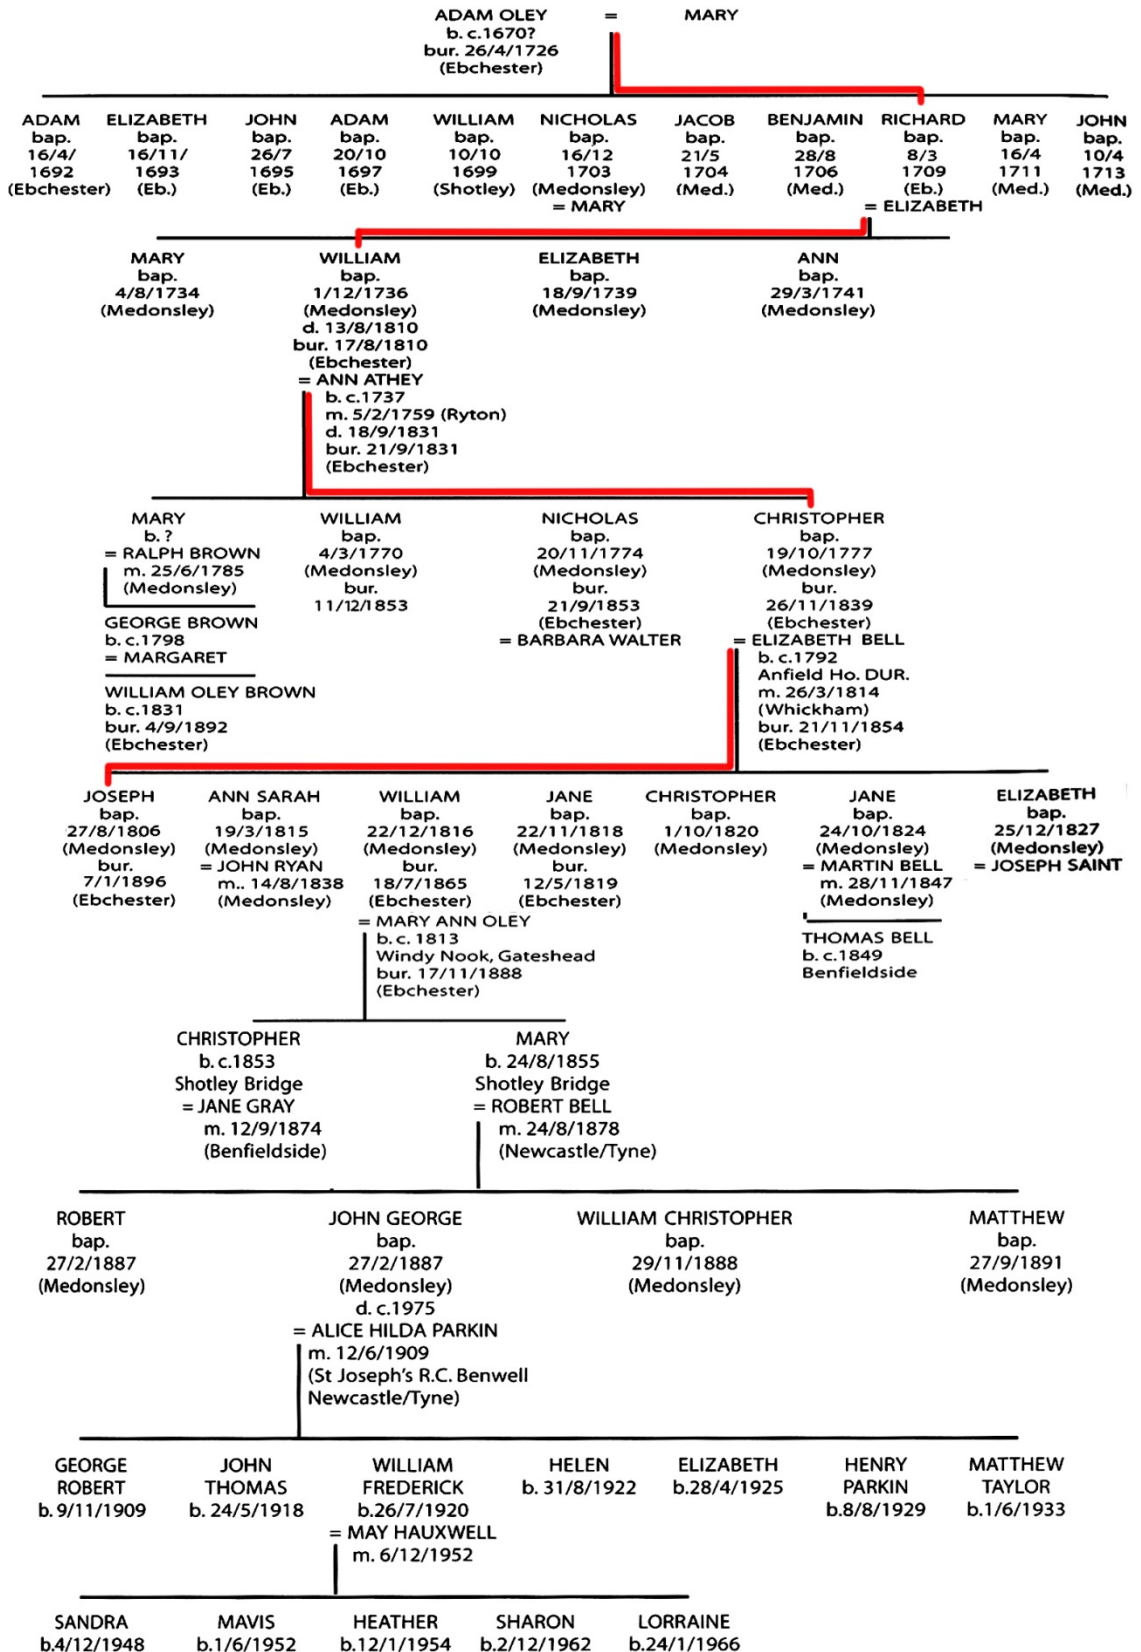 ADAM OLEY = MARY
b. c.1670?
bur. 26/4/1726
(Ebchester)
ADAM
bap.
16/4/
1692
(Ebchester)
ELIZABETH
bap.
16/11/
1693
(Eb.)
JOHN
bap.
26/7
1695
(Eb.)
ADAM
bap.
20/10
1697
(Eb.)
WILLIAM
bap.
10/10
1699
(Shotley)
NICHOLAS
bap.
16/12
1703
(Medonsley)
= MARY
JACOB
bap.
21/5
1704
(Med.)
BENJAMIN
bap.
28/8
1706
(Med.)
RICHARD
bap.
8/3
1709
(Eb.)
= ELIZABETH
MARY
bap.
16/4
1711
(Med.)
JOHN
bap.
10/4
1713
(Med.)
MARY
bap.
4/8/1734
(Medonsley)
WILLIAM
bap.
1/12/1736
(Medonsley)
d. 13/8/1810
bur. 17/8/1810
(Ebchester)
= ANN ATHEY
b. c.1737
m. 5/2/1759 (Ryton)
d. 18/9/1831
bur. 21/9/1831
(Ebchester)
ELIZABETH
bap.
18/9/1739
(Medonsley)
ANN
bap.
29/3/1741
(Medonsley)
MARY
b. ?
= RALPH BROWN
m. 25/6/1785
(Medonsley)
GEORGE BROWN
b. c.1798
= MARGARET
WILLIAM OLEY BROWN
b. c.1831
bur. 4/9/1892
(Ebchester)
WILLIAM
bap.
4/3/1770
(Medonsley)
bur.
11/12/1853
NICHOLAS
bap.
20/11/1774
(Medonsley)
bur.
21/9/1853
(Ebchester)
= BARBARA WALTER
CHRISTOPHER
bap.
19/10/1777
(Medonsley)
bur.
26/11/1839
(Ebchester)
= ELIZABETH BELL
b. c.1792
Anfield Ho. DUR.
m. 26/3/1814
(Whickham)
bur. 21/11/1854
(Ebchester)
JOSEPH
bap.
27/8/1806
(Medonsley)
bur.
7/1/1896
(Ebchester)
ANN SARAH
bap.
19/3/1815
(Medonsley)
= JOHN RYAN
m.. 14/8/1838
(Medonsley)
WILLIAM
bap.
22/12/1816
(Medonsley)
bur.
18/7/1865
(Ebchester)
= MARY ANN OLEY
b. c. 1813
Windy Nook, Gateshead
bur. 17/11/1888
(Ebchester)
JANE
bap.
22/11/1818
(Medonsley)
bur.
12/5/1819
(Ebchester)
CHRISTOPHER
bap.
1/10/1820
(Medonsley)
JANE
bap.
24/10/1824
(Medonsley)
= MARTIN BELL
m. 28/11/1847
(Medonsley)
THOMAS BELL
b. c.1849
Benfieldside
ELIZABETH
bap.
25/12/1827
(Medonsley)
= JOSEPH SAINT
CHRISTOPHER
b. c.1853
Shotley Bridge
= JANE GRAY
m. 12/9/1874
(Benfieldside)
MARY
b. 24/8/1855
Shotley Bridge
= ROBERT BELL
m. 24/8/1878
(Newcastle/Tyne)
ROBERT
bap.
27/2/1887
(Medonsley)
JOHN GEORGE
bap.
27/2/1887
(Medonsley)
d. c.1975
= ALICE HILDA PARKIN
m. 12/6/1909
(St Joseph's R.C. Benwell
Newcastle/Tyne)
WILLIAM CHRISTOPHER
bap.
29/11/1888
(Medonsley)
MATTHEW
bap.
27/9/1891
(Medonsley)
GEORGE
ROBERT
b. 9/11/1909
JOHN
THOMAS
b. 24/5/1918
WILLIAM
FREDERICK
b.26/7/1920
= MAY HAUXWELL
m. 6/12/1952
HELEN
b. 31/8/1922
ELIZABETH
b.28/4/1925
HENRY
PARKIN
b.8/8/1929
MATTHEW
TAYLOR
b.1/6/1933
SANDRA
b.4/12/1948
MAVIS
b.1/6/1952
HEATHER
b.12/1/1954
SHARON
b.2/12/1962
LORRAINE
b.24/1/1966